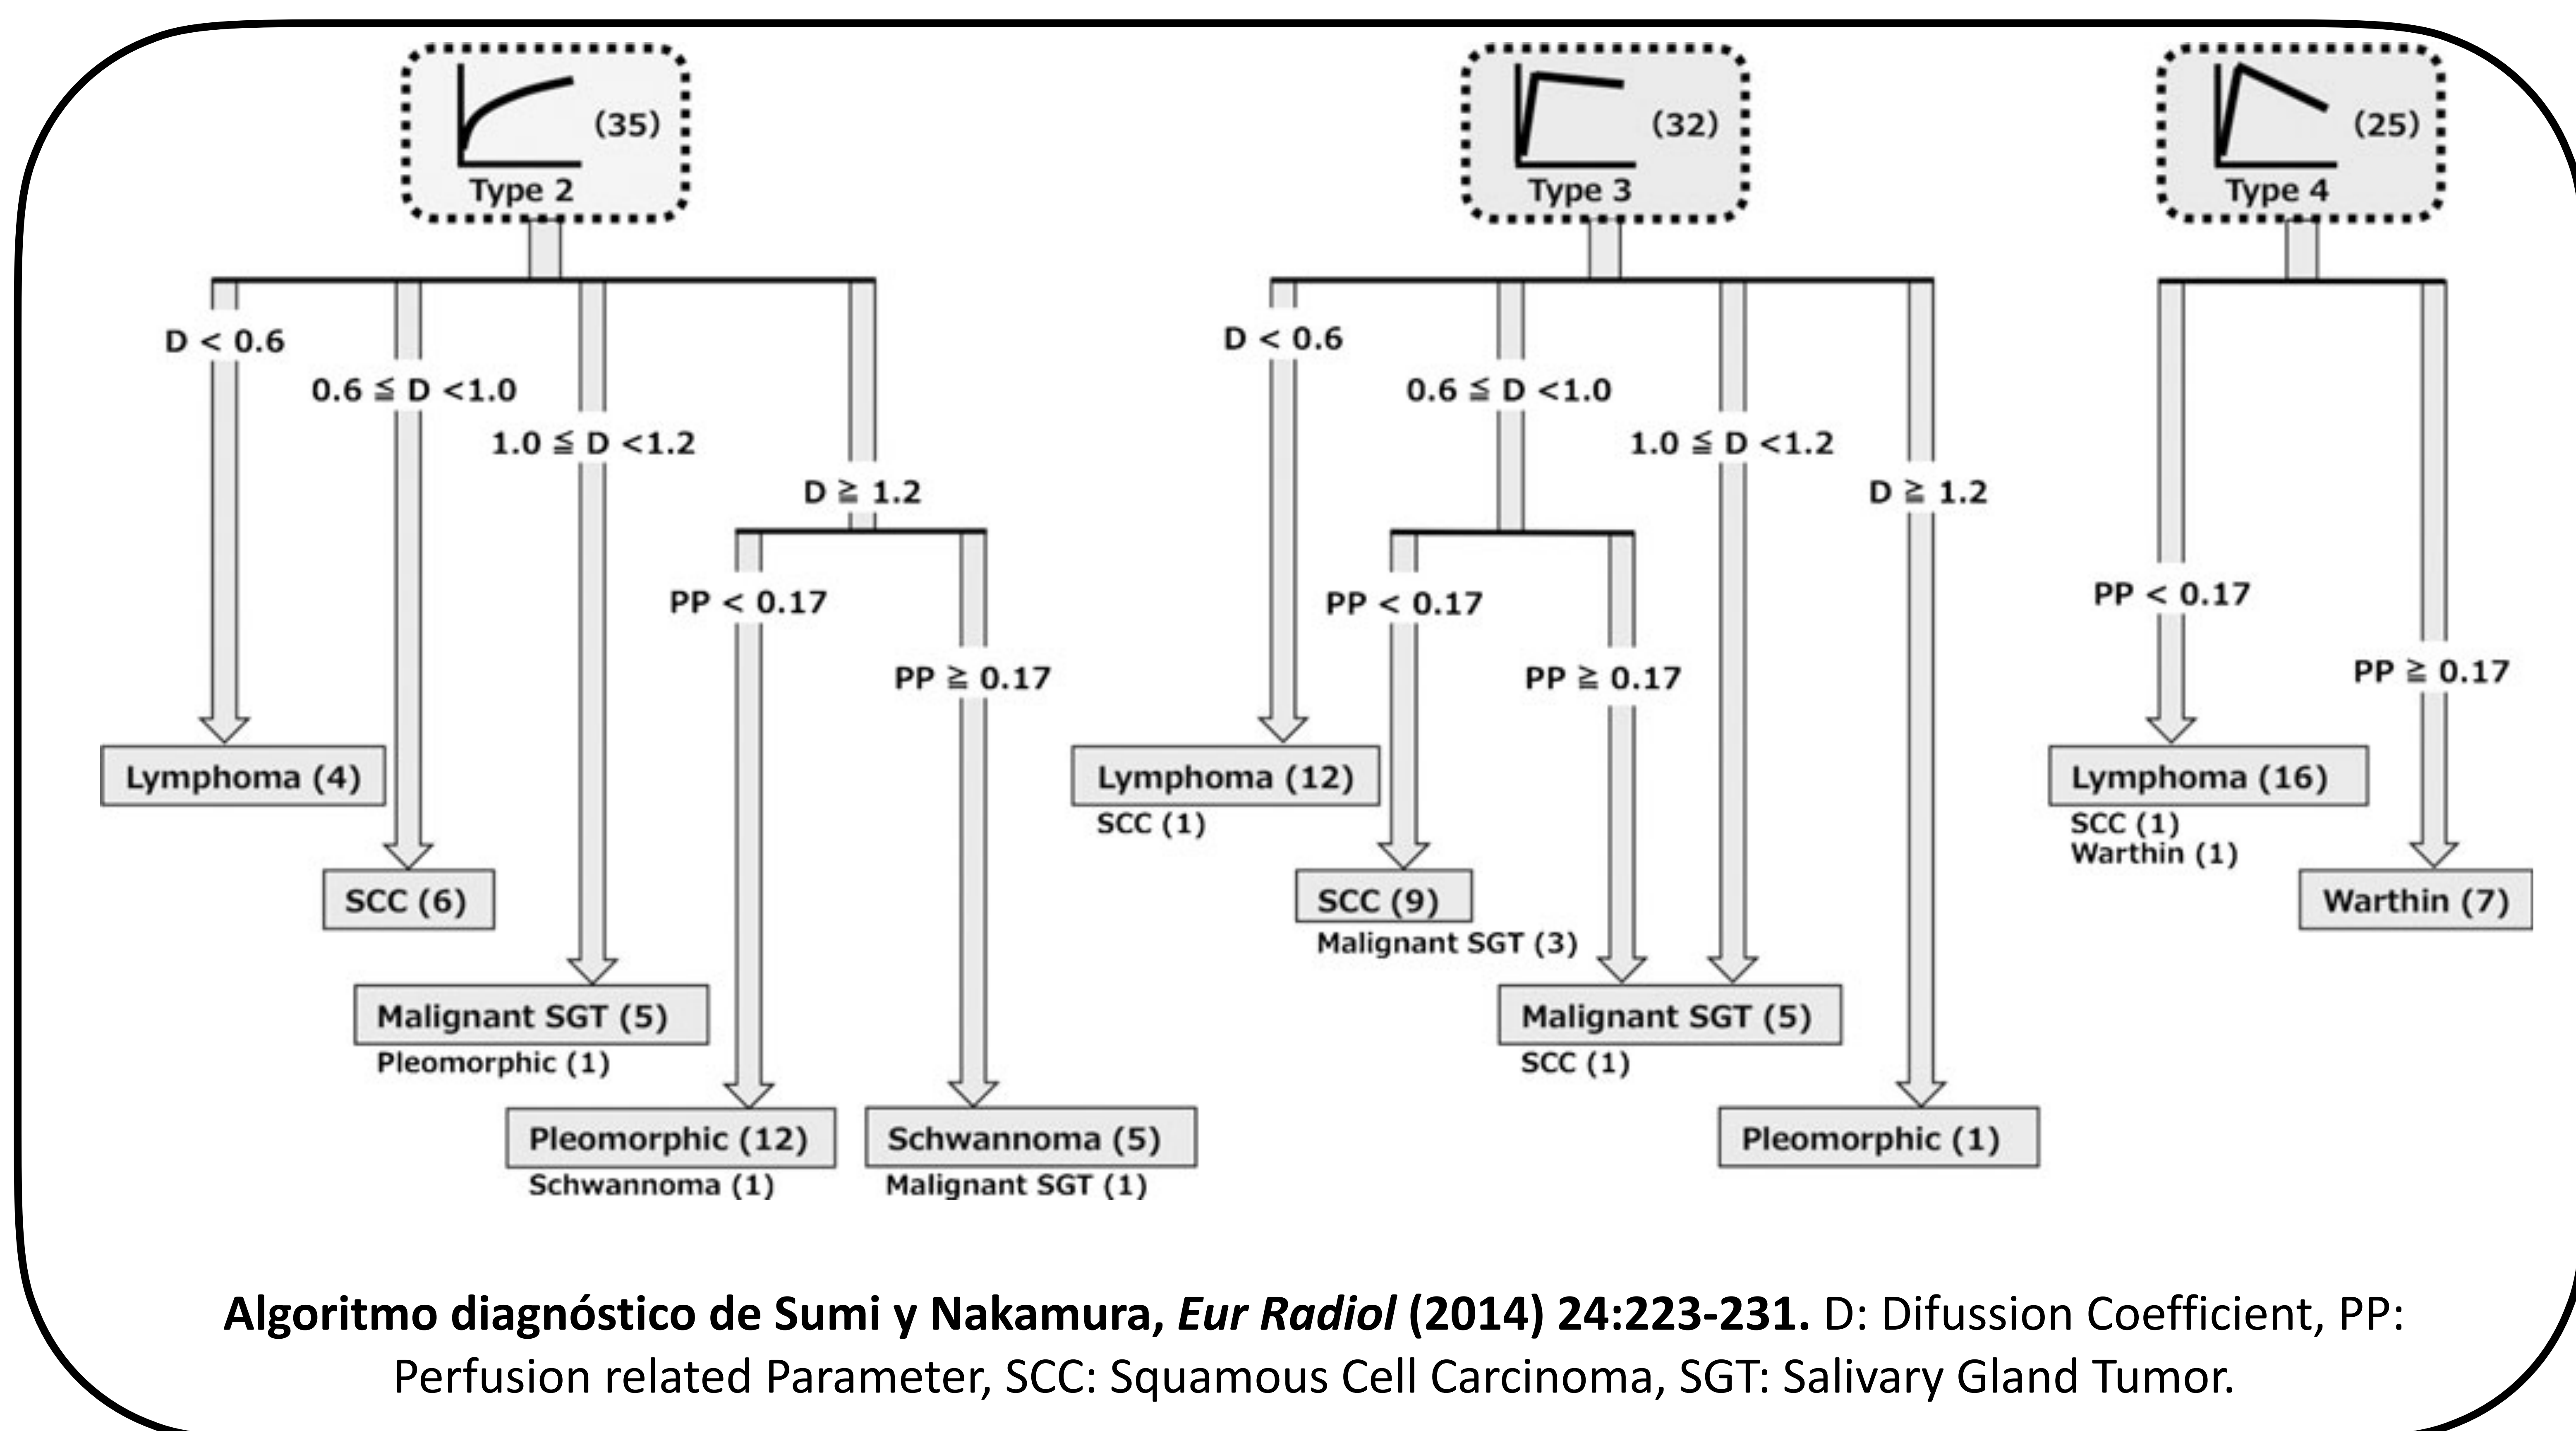 (35)
Type 2
D < 0.6
0.6 ≦ D <1.0
1.0 ≦ D <1.2
D ≧ 1.2
PP < 0.17
PP ≧ 0.17
Lymphoma (4)
SCC (6)
Malignant SGT (5)
Pleomorphic (1)
Pleomorphic (12)
Schwannoma (1)
Schwannoma (5)
Malignant SGT (1)
(32)
Type 3
D < 0.6
0.6 ≦ D <1.0
1.0 ≦ D <1.2
D ≧ 1.2
PP < 0.17
PP ≧ 0.17
Lymphoma (12)
SCC (1)
SCC (9)
Malignant SGT (3)
Malignant SGT (5)
SCC (1)
Pleomorphic (1)
(25)
Type 4
PP < 0.17
PP ≧ 0.17
Lymphoma (16)
SCC (1)
Warthin (1)
Warthin (7)
Algoritmo diagnóstico de Sumi y Nakamura, Eur Radiol (2014) 24:223-231. D: Difussion Coefficient, PP:
Perfusion related Parameter, SCC: Squamous Cell Carcinoma, SGT: Salivary Gland Tumor.